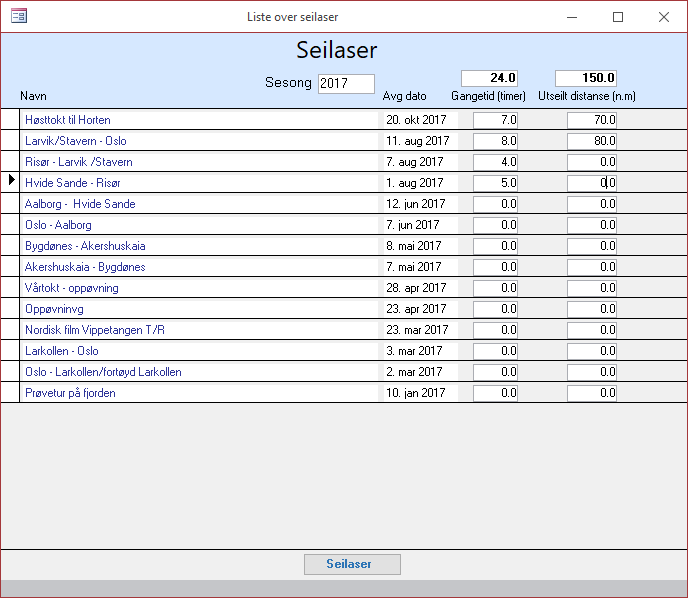 Liste over seilaser
Seilaser
Sesong 2017 24.0 150.0
Navn Avg dato Gangetid (timer) Utseilt distanse (n.m)
Høsttokt til Horten 20. okt 2017 7.0 70.0
Larvik/Stavern - Oslo 11. aug 2017 8.0 80.0
Risør - Larvik /Stavern 7. aug 2017 4.0 0.0
Hvide Sande - Risør 1. aug 2017 5.0 0.0
Aalborg - Hvide Sande 12. jun 2017 0.0 0.0
Oslo - Aalborg 7. jun 2017 0.0 0.0
Bygdønes - Akershuskaia 8. mai 2017 0.0 0.0
Akershuskaia - Bygdønes 7. mai 2017 0.0 0.0
Vårtokt - oppøvning 28. apr 2017 0.0 0.0
Oppøvninvg 23. apr 2017 0.0 0.0
Nordisk film Vippetangen T/R 23. mar 2017 0.0 0.0
Larkollen - Oslo 3. mar 2017 0.0 0.0
Oslo - Larkollen/fortøyd Larkollen 2. mar 2017 0.0 0.0
Prøvetur på fjorden 10. jan 2017 0.0 0.0
Seilaser